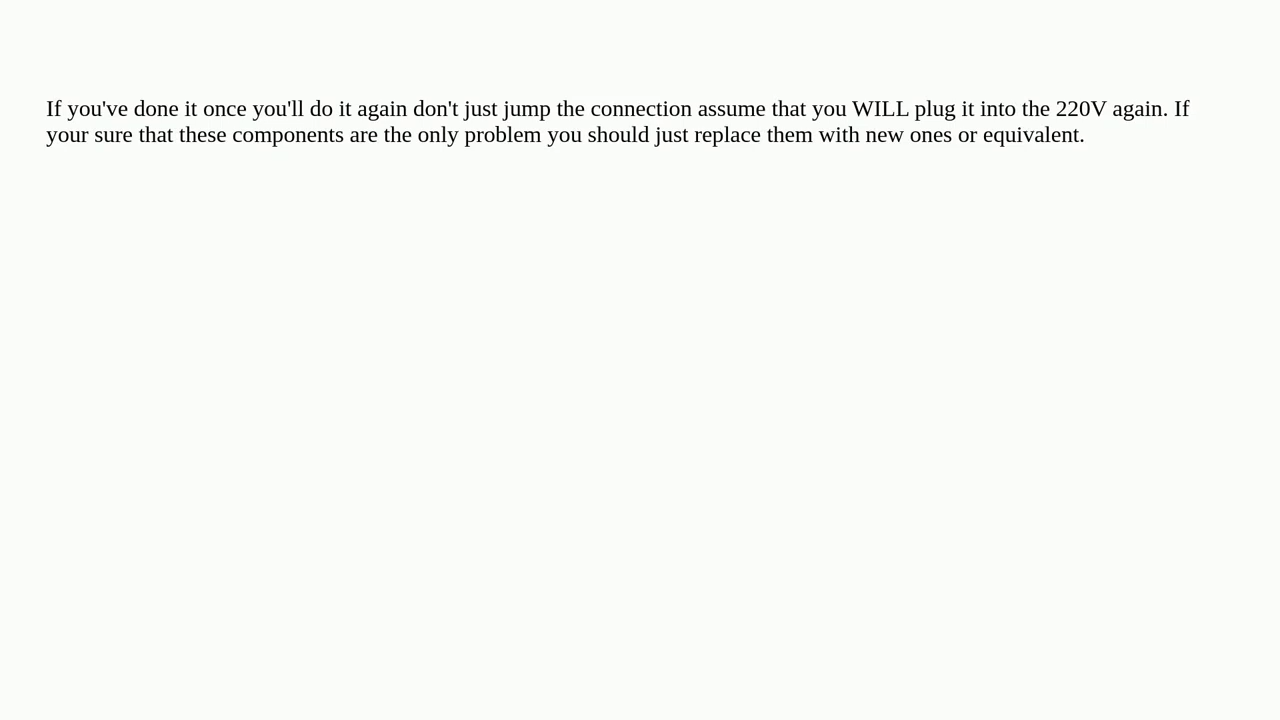 If you've done it once you'll do it again don't just jump the connection assume that you WILL plug it into the 220V again. If
your sure that these components are the only problem you should just replace them with new ones or equivalent.